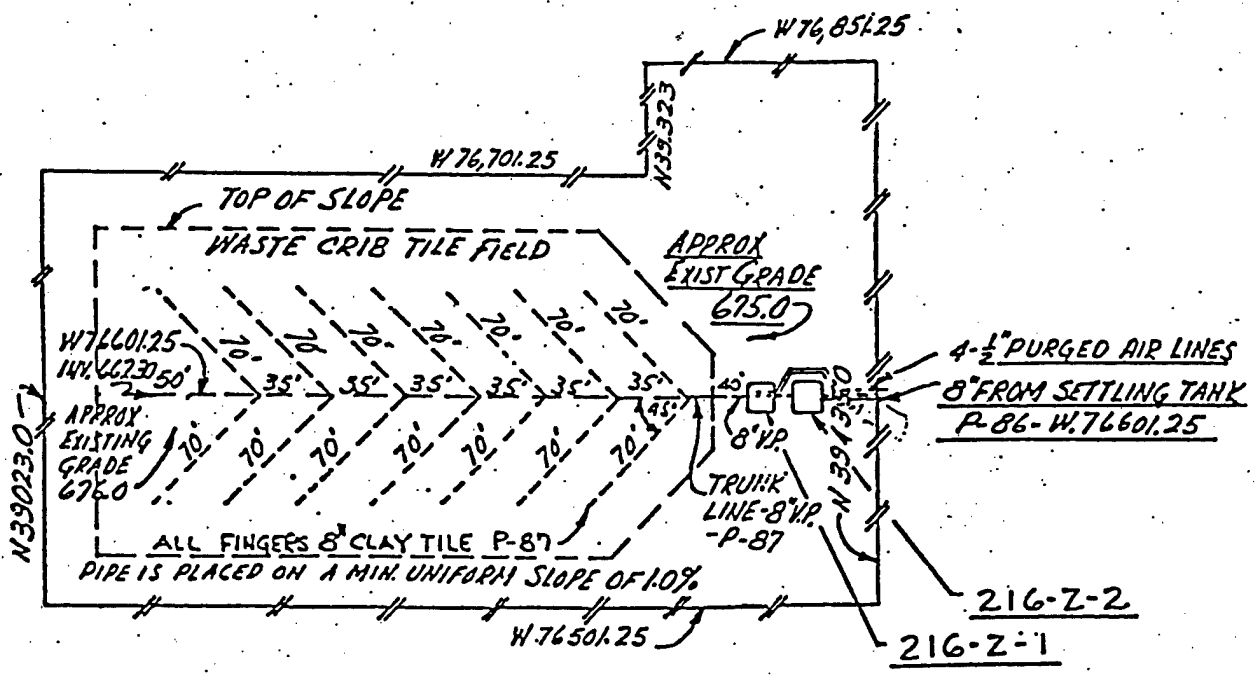 W 76,851.25
N39.323
W 76,701.25
TOP OF SLOPE
WASTE CRIB TILE FIELD
APPROX
EXIST GRADE
675.0
70'
70'
70'
70'
70'
70'
70'
W76601.25
INV. 662.30
50'
35'
35'
35'
35'
35'
35'
45°
40'
8" V.P.
4-½" PURGED AIR LINES
8" FROM SETTLING TANK
P-86-W.76601.25
APPROX
EXISTING
GRADE
676.0
N39023.0
70'
70'
70'
70'
70'
70'
TRUNK
LINE-8" V.P.
-P-87
ALL FINGERS 8" CLAY TILE P-87
PIPE IS PLACED ON A MIN. UNIFORM SLOPE OF 1.0%
W.76501.25
216-Z-2
216-Z-1